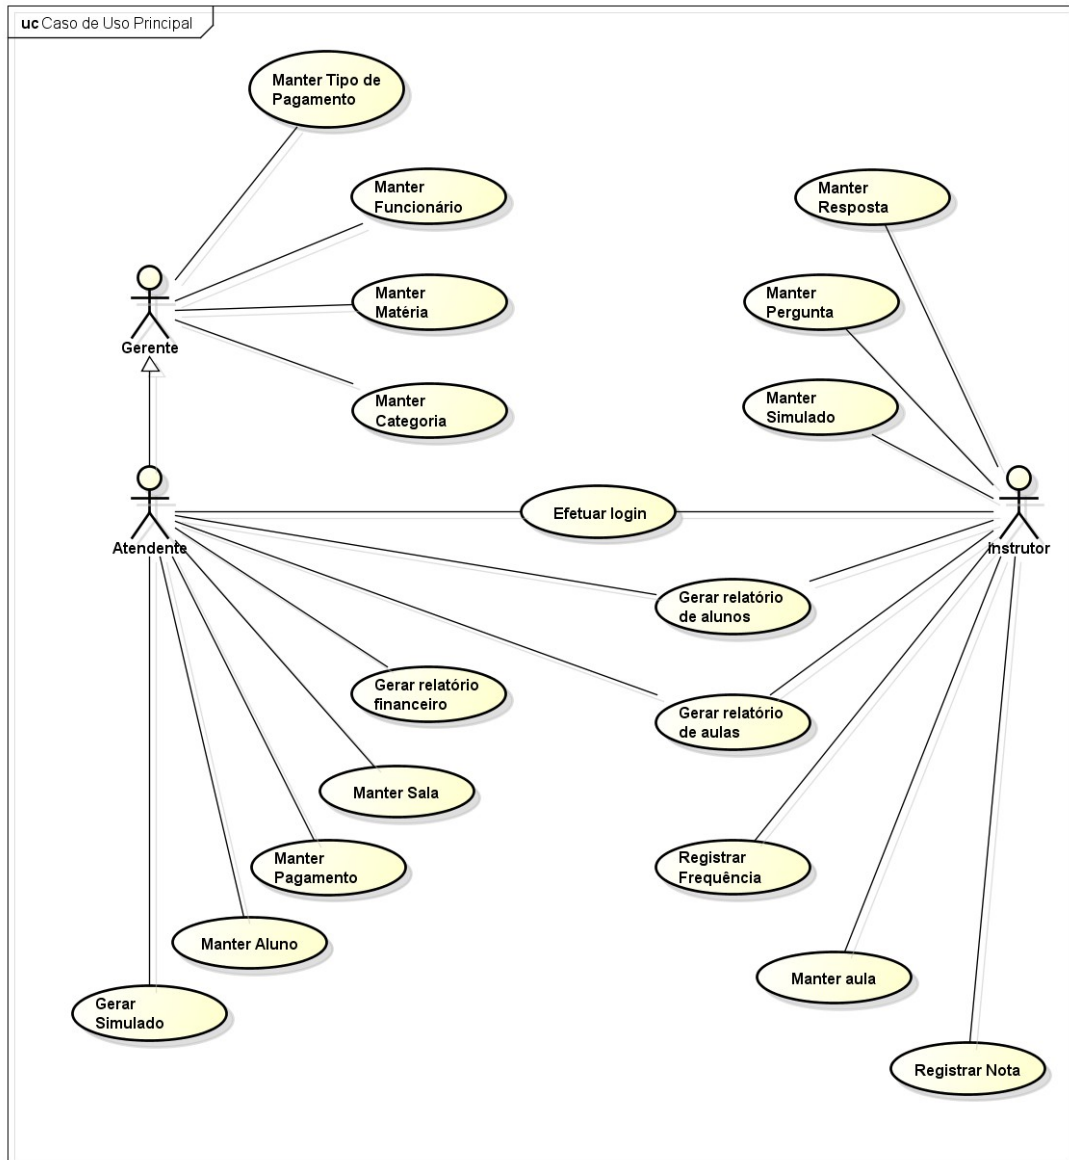 uc Caso de Uso Principal
Manter Tipo de
Pagamento
Manter
Funcionário
Manter
Resposta
Manter
Matéria
Manter
Pergunta
Gerente
Manter
Categoria
Manter
Simulado
Efetuar login
Atendente
Instrutor
Gerar relatório
de alunos
Gerar relatório
financeiro
Gerar relatório
de aulas
Manter Sala
Manter
Pagamento
Registrar
Frequência
Manter Aluno
Manter aula
Gerar
Simulado
Registrar Nota